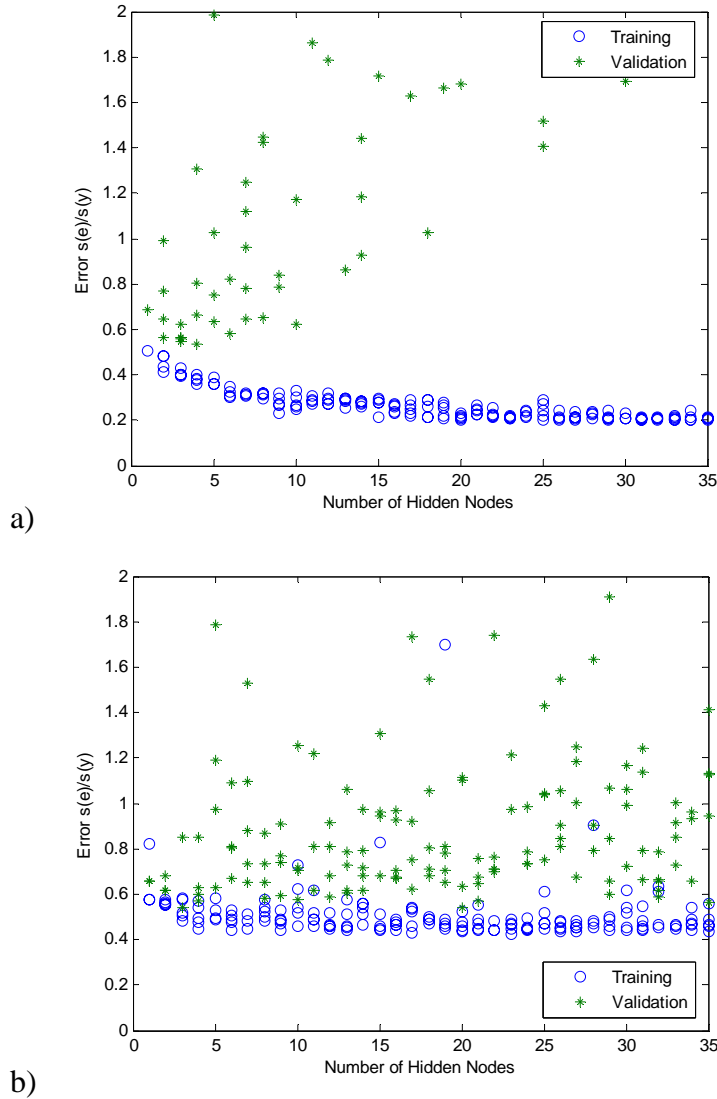 2
1.8
1.6
1.4
1.2
1
0.8
0.6
0.4
0.2
0
Error s(e)/s(y)
Training
Validation
0 5 10 15 20 25 30 35
Number of Hidden Nodes
a)
2
1.8
1.6
1.4
1.2
1
0.8
0.6
0.4
0.2
0
Error s(e)/s(y)
Training
Validation
0 5 10 15 20 25 30 35
Number of Hidden Nodes
b)